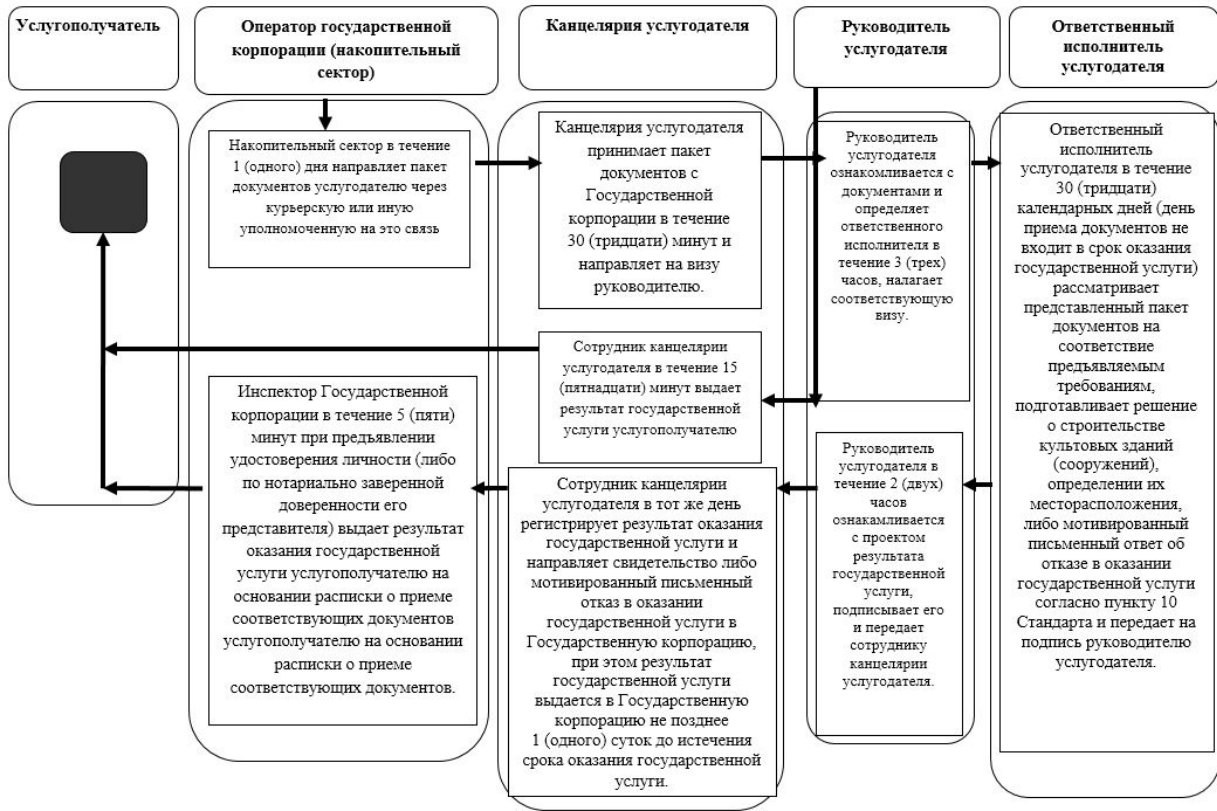 Услугополучатель
Оператор государственной
корпорации (накопительный
сектор)
Канцелярия услугодателя
Руководитель
услугодателя
Ответственный
исполнитель
услугодателя
Накопительный сектор в течение
1 (одного) дня направляет пакет
документов услугодателю через
курьерскую или иную
уполномоченную на это связь
Канцелярия услугодателя
принимает пакет
документов с
Государственной
корпорации в течение
30 (тридцати) минут и
направляет на визу
руководителю.
Руководитель
услугодателя
ознакомливается с
документами и
определяет
ответственного
исполнителя в
течение 3 (трех)
часов, налагает
соответствующую
визу.
Ответственный
исполнитель
услугодателя в течение
30 (тридцати)
календарных дней (день
приема документов не
входит в срок оказания
государственной услуги)
рассматривает
представленный пакет
документов на
соответствие
предъявляемым
требованиям,
подготавливает решение
о строительстве
культовых зданий
(сооружений),
определении их
месторасположения,
либо мотивированный
письменный ответ об
отказе в оказании
государственной услуги
согласно пункту 10
Стандарта и передает на
подпись руководителю
услугодателя.
Сотрудник канцелярии
услугодателя в течение 15
(пятнадцати) минут выдает
результат государственной
услуги услугополучателю
Инспектор Государственной
корпорации в течение 5 (пяти)
минут при предъявлении
удостоверения личности (либо
по нотариально заверенной
доверенности его
представителя) выдает результат
оказания государственной
услуги услугополучателю на
основании расписки о приеме
соответствующих документов
услугополучателю на основании
расписки о приеме
соответствующих документов.
Сотрудник канцелярии
услугодателя в тот же день
регистрирует результат оказания
государственной услуги и
направляет свидетельство либо
мотивированный письменный
отказ в оказании
государственной услуги в
Государственную корпорацию,
при этом результат
государственной услуги
выдается в Государственную
корпорацию не позднее
1 (одного) суток до истечения
срока оказания государственной
услуги.
Руководитель
услугодателя в
течение 2 (двух)
часов
ознакамливается
с проектом
результата
государственной
услуги,
подписывает его
и передает
сотруднику
канцелярии
услугодателя.